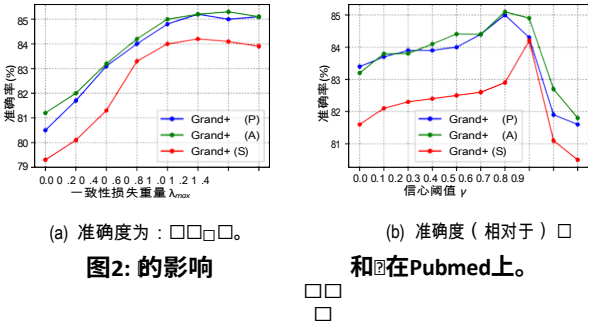 准确率(%)
85
84
83
82
81
80
79
Grand+ (P)
Grand+ (A)
Grand+ (S)
0.0 0 .2 0 .4 0 .6 0 .8 1 .0 1 .2 1 .4
一致性损失重量 λmax
(a) 准确度为：□□□□。
准确率(%)
85
84
83
82
81
Grand+ (P)
Grand+ (A)
Grand+ (S)
0.0 0.1 0.2 0.3 0.4 0.5 0.6 0.7 0.8 0.9
信心阈值 γ
(b) 准确度（相对于）□
图2: 的影响 和⍰在Pubmed上。
□□
□